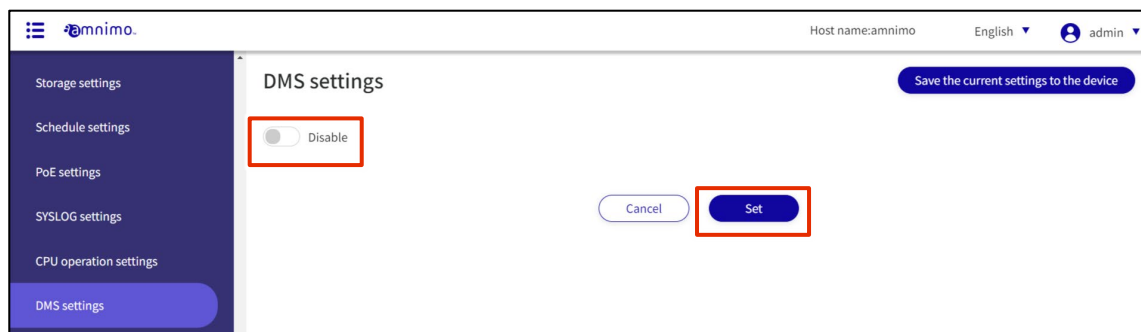 amnimo
Host name:amnimo
English
admin
Storage settings
Schedule settings
PoE settings
SYSLOG settings
CPU operation settings
DMS settings
DMS settings
Save the current settings to the device
Disable
Cancel
Set